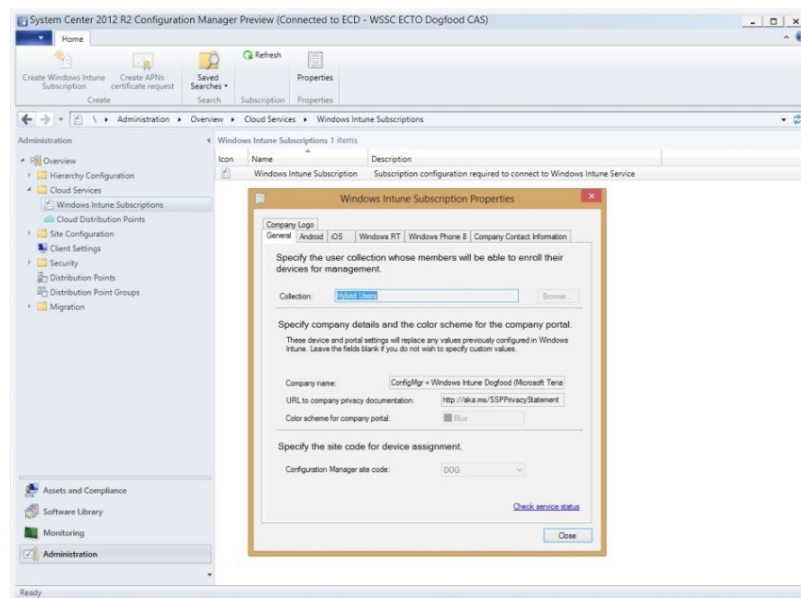 System Center 2012 R2 Configuration Manager Preview (Connected to ECD - WSSC ECTO Dogfood CAS)
Home
Create Windows Intune Subscription
Create APNs certificate request
Saved Searches
Refresh
Properties
Create
Search
Subscription
Properties
\ Administration Overview Cloud Services Windows Intune Subscriptions
Administration
Windows Intune Subscriptions 1 items
Icon Name Description
Windows Intune Subscription Subscription configuration required to connect to Windows Intune Service
Overview
Hierarchy Configuration
Cloud Services
Windows Intune Subscriptions
Cloud Distribution Points
Site Configuration
Client Settings
Security
Distribution Points
Distribution Point Groups
Migration
Windows Intune Subscription Properties
Company Logo
General Android iOS Windows RT Windows Phone 8 Company Contact Information
Specify the user collection whose members will be able to enroll their
devices for management.
Collection: Hybrid Users Browse...
Specify company details and the color scheme for the company portal.
These device and portal settings will replace any values previously configured in Windows
Intune. Leave the fields blank if you do not wish to specify custom values.
Company name: ConfigMgr + Windows Intune Dogfood (Microsoft Tena
URL to company privacy documentation: http://aka.ms/SSPPrivacyStatement
Color scheme for company portal: Blue
Specify the site code for device assignment.
Configuration Manager site code: DOG
Check service status
Close
Assets and Compliance
Software Library
Monitoring
Administration
Ready